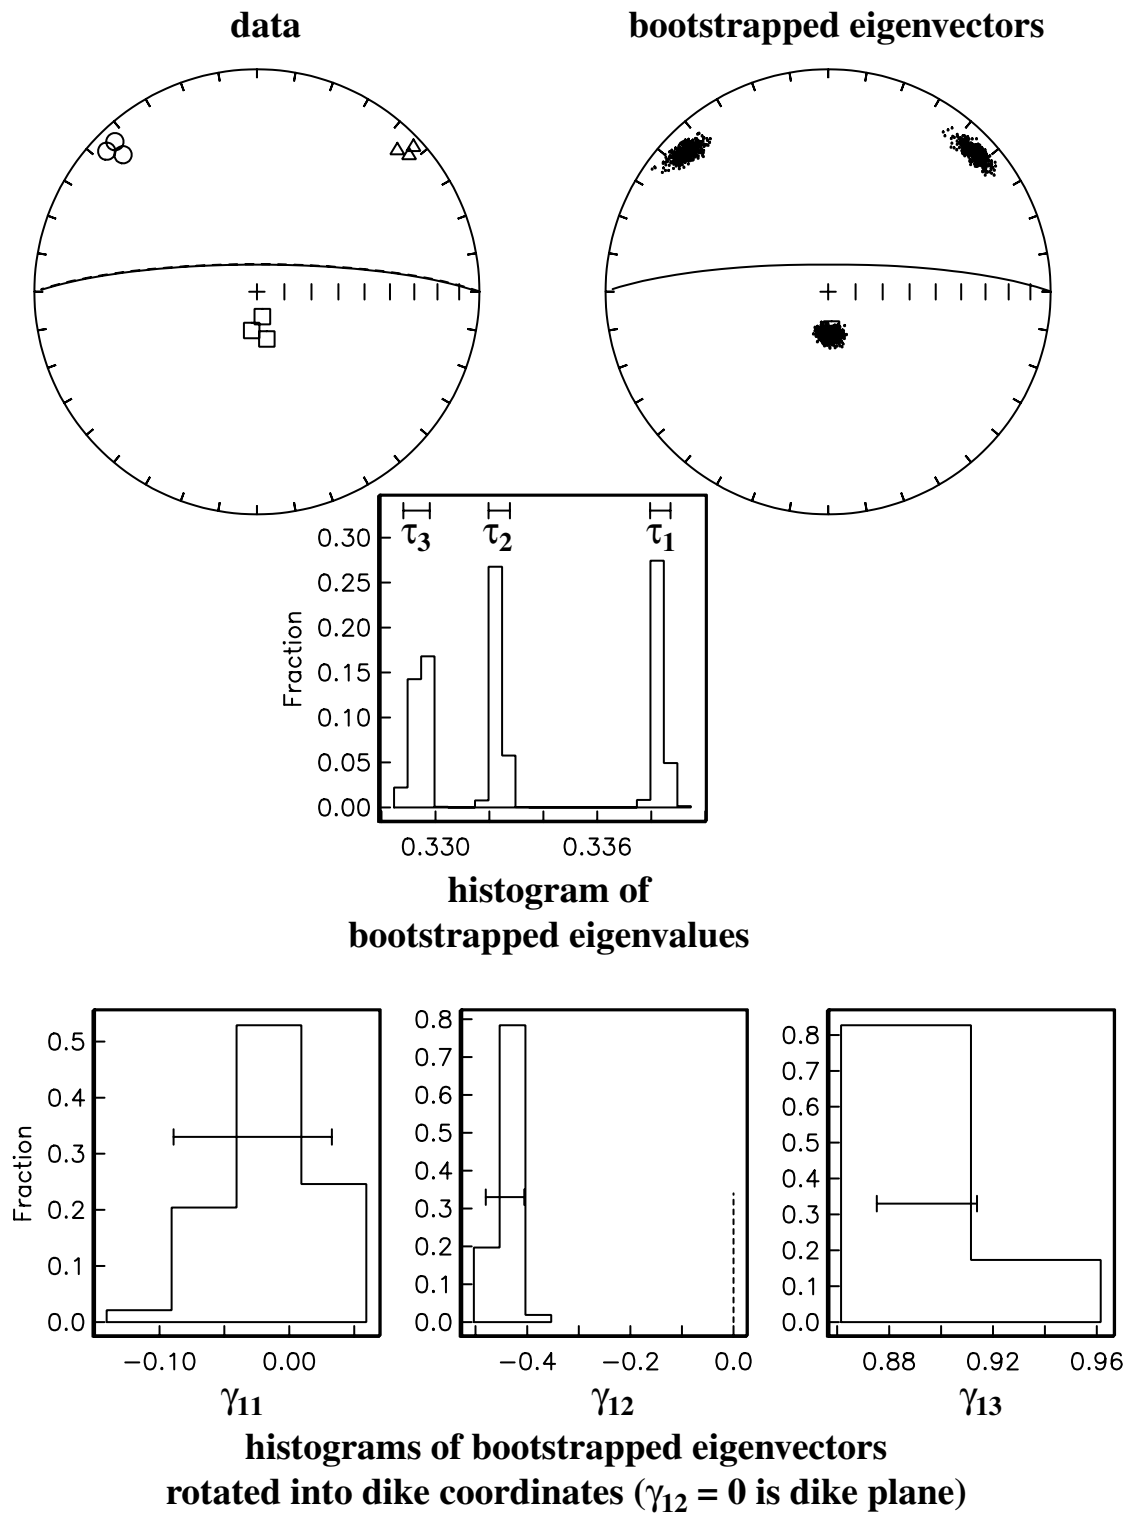 data
bootstrapped eigenvectors
τ3 τ2 τ1
0.30
0.25
0.20
0.15
0.10
0.05
0.00
Fraction
0.330 0.336
histogram of
bootstrapped eigenvalues
0.5
0.4
0.3
0.2
0.1
0.0
Fraction
-0.10 0.00
γ11
0.8
0.7
0.6
0.5
0.4
0.3
0.2
0.1
0.0
-0.4 -0.2 0.0
γ12
0.8
0.7
0.6
0.5
0.4
0.3
0.2
0.1
0.0
0.88 0.92 0.96
γ13
histograms of bootstrapped eigenvectors
rotated into dike coordinates (γ12 = 0 is dike plane)